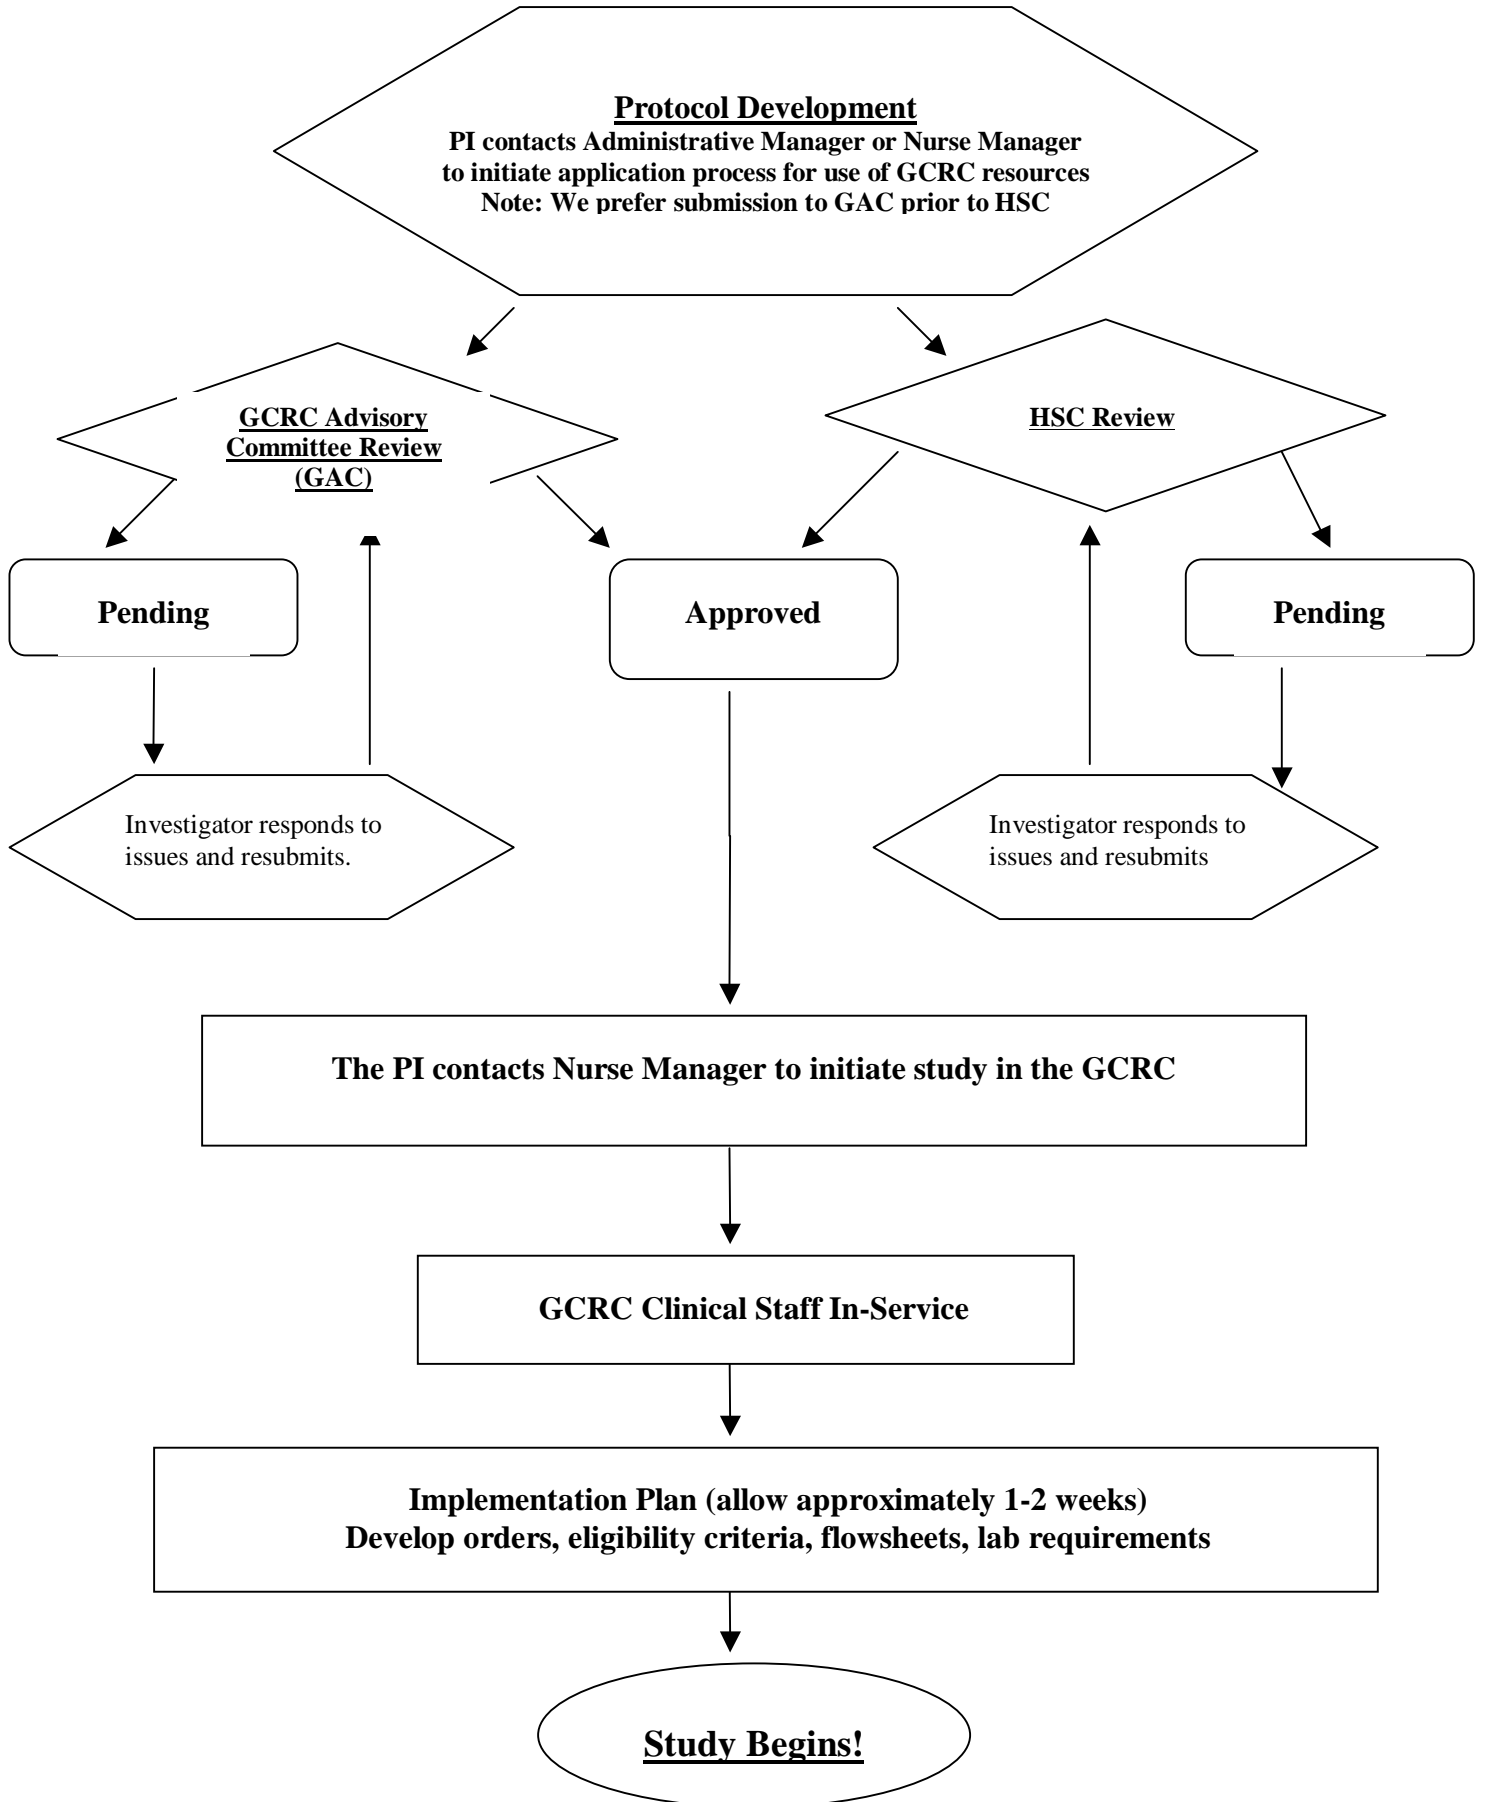 Protocol Development
PI contacts Administrative Manager or Nurse Manager
to initiate application process for use of GCRC resources
Note: We prefer submission to GAC prior to HSC
GCRC Advisory
Committee Review
(GAC)
HSC Review
Pending
Approved
Pending
Investigator responds to
issues and resubmits.
Investigator responds to
issues and resubmits
The PI contacts Nurse Manager to initiate study in the GCRC
GCRC Clinical Staff In-Service
Implementation Plan (allow approximately 1-2 weeks)
Develop orders, eligibility criteria, flowsheets, lab requirements
Study Begins!